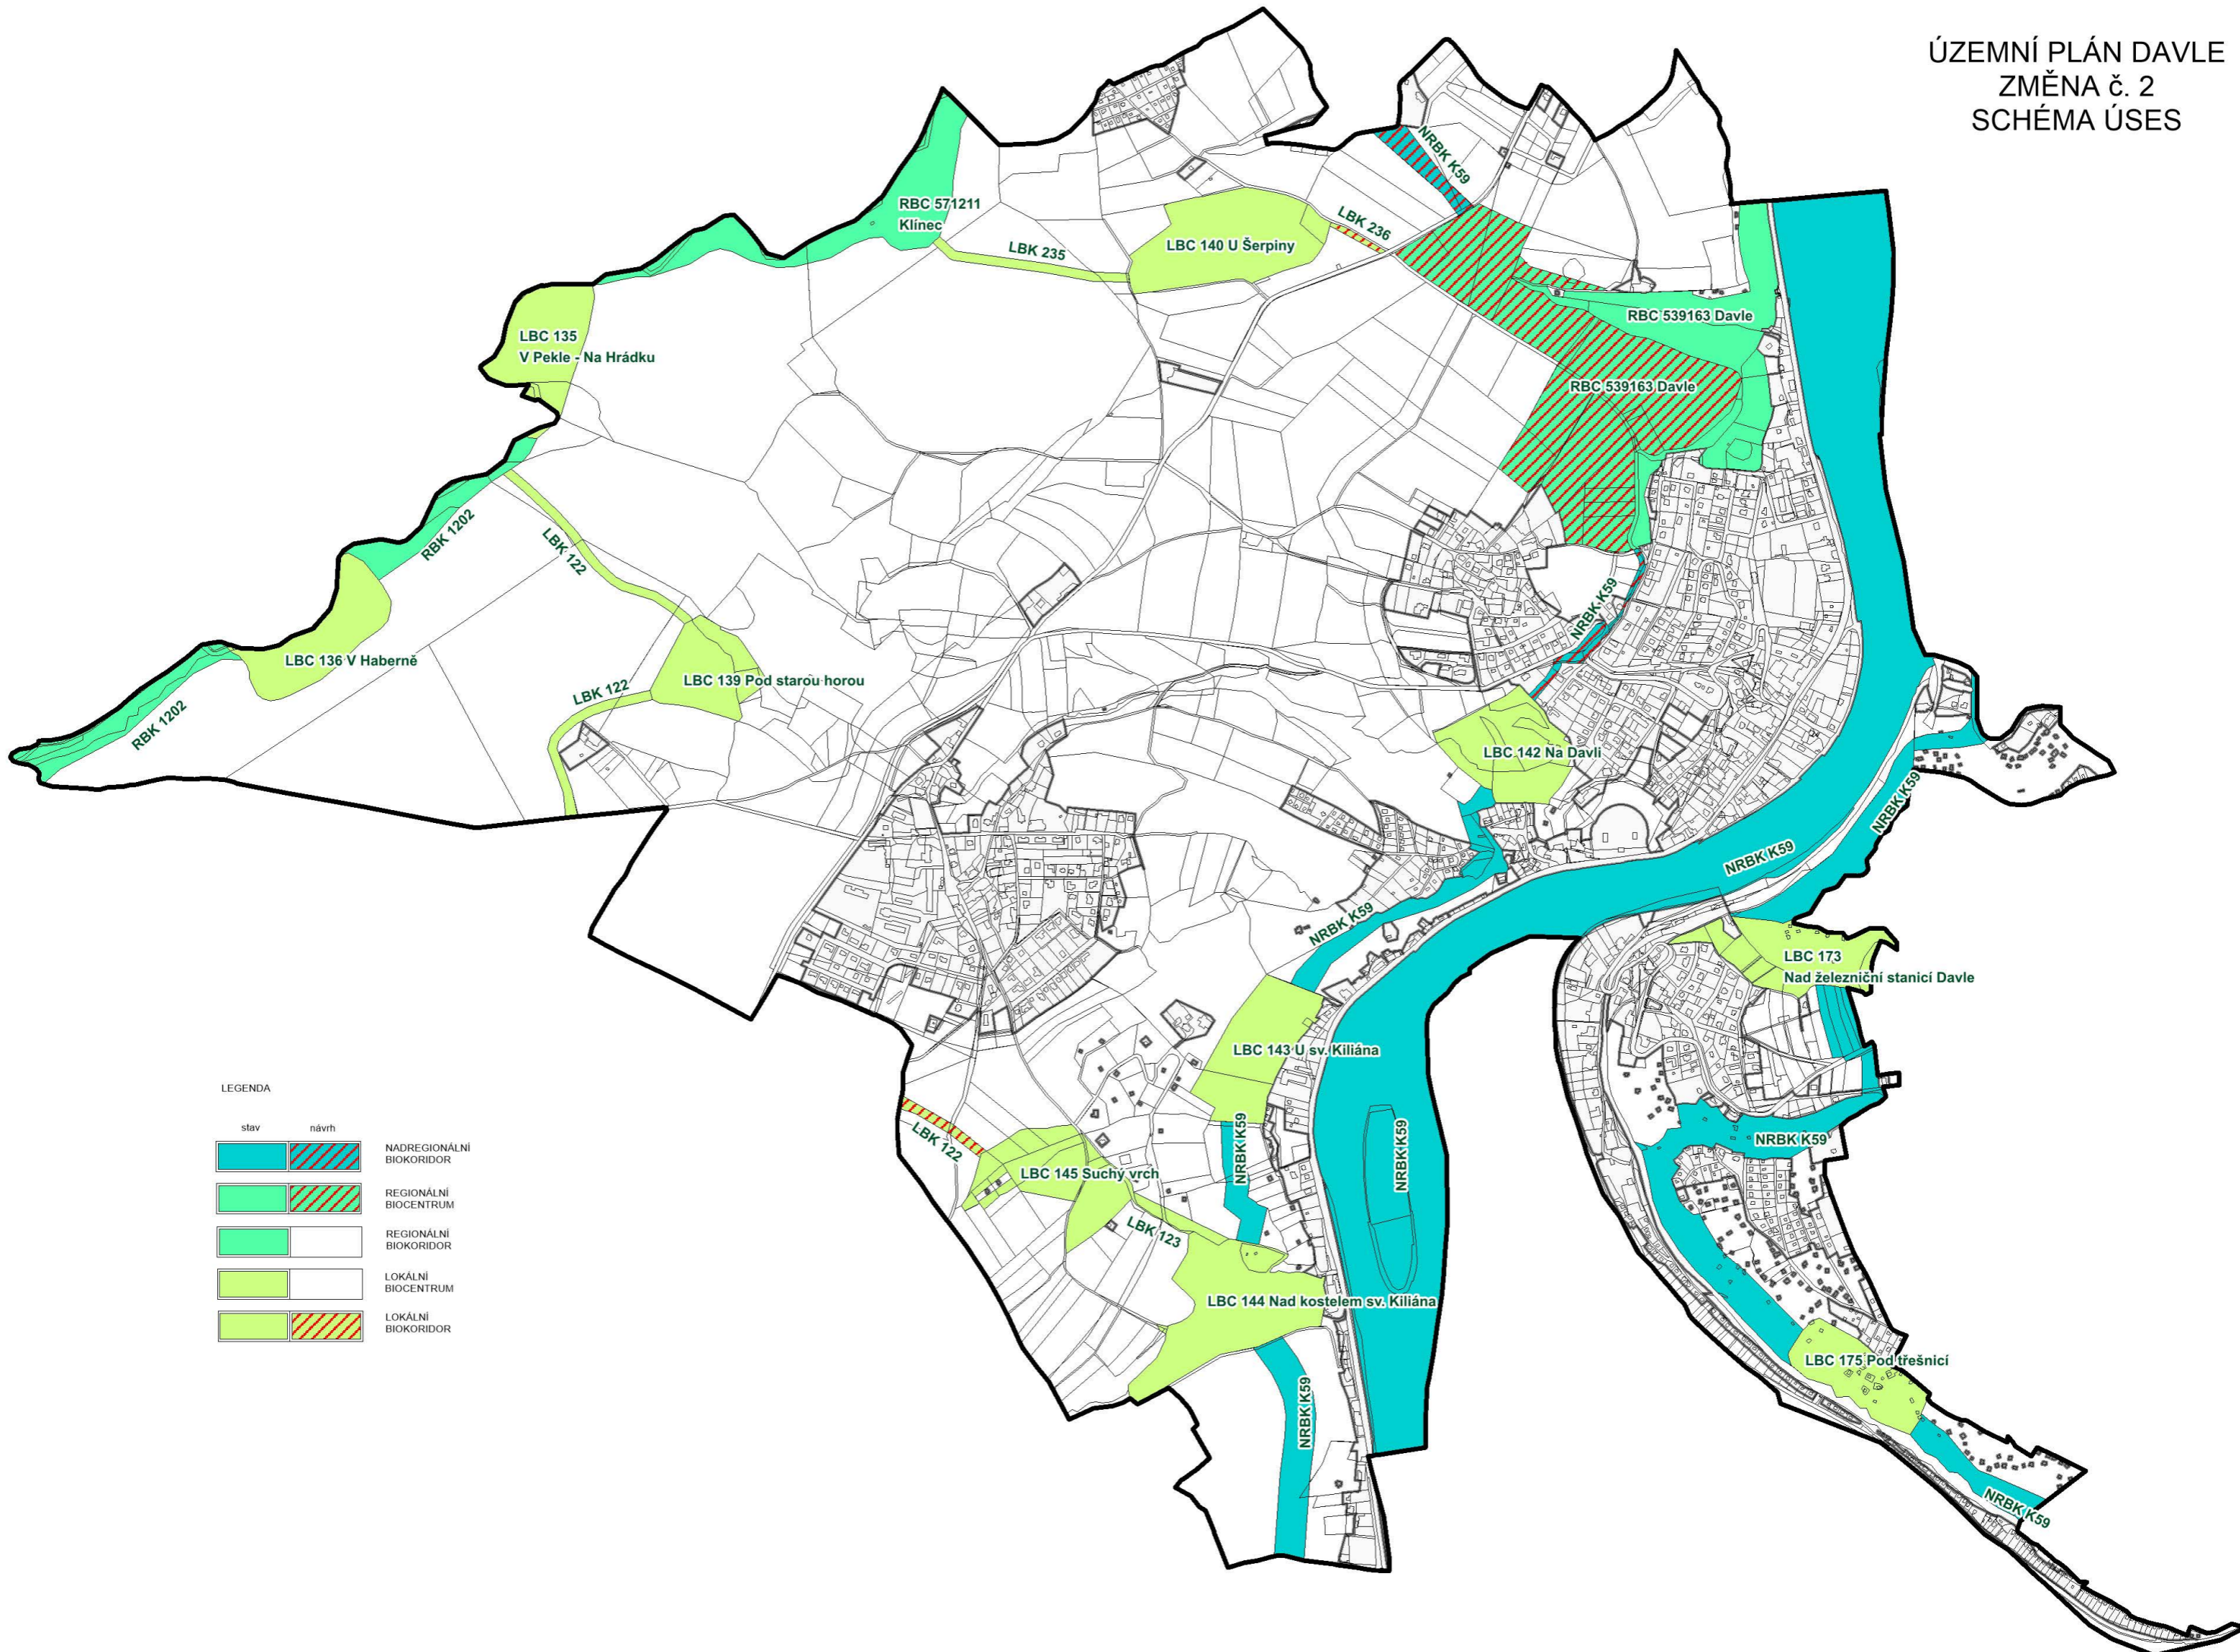 ÚZEMNÍ PLÁN DAVLE
ZMĚNA č. 2
SCHÉMA ÚSES
NRBK K59
RBC 571211
Klínec
LBK 236
LBK 235
LBC 140 U Šerpiny
RBC 539163 Davle
LBC 135
V Pekle - Na Hrádku
RBC 539163 Davle
RBK 1202
LBK 122
NRBK K59
LBC 136 V Haberně
LBC 139 Pod starou horou
LBK 122
RBK 1202
LBC 142 Na Davli
NRBK K59
NRBK K59
NRBK K59
LBC 173
Nad železniční stanicí Davle
LBC 143 U sv. Kiliána
LBK 122
NRBK K59
NRBK K59
NRBK K59
LBC 145 Suchý vrch
LBK 123
LBC 144 Nad kostelem sv. Kiliána
LBC 175 Pod třešnicí
NRBK K59
NRBK K59
LEGENDA
stav návrh
NADREGIONÁLNÍ
BIOKORIDOR
REGIONÁLNÍ
BIOCENTRUM
REGIONÁLNÍ
BIOKORIDOR
LOKÁLNÍ
BIOCENTRUM
LOKÁLNÍ
BIOKORIDOR